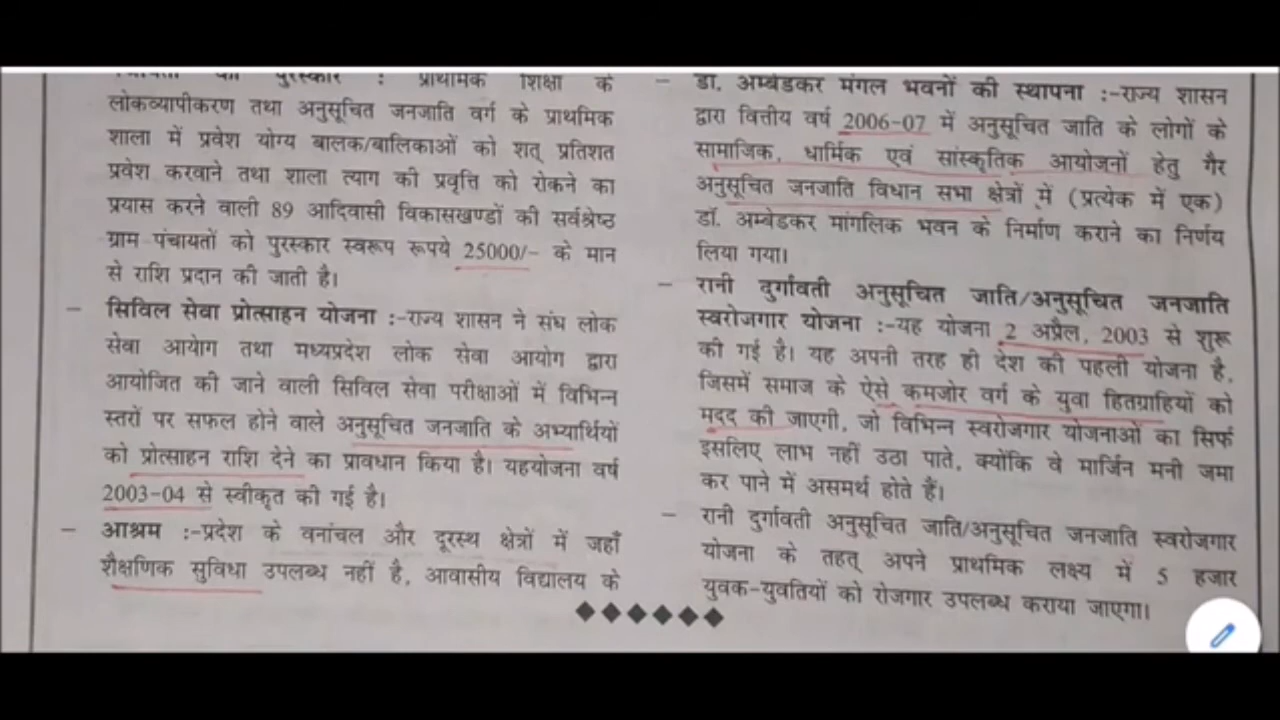 का पुरस्कार : प्राथमिक शिक्षा के
लोकव्यापीकरण तथा अनुसूचित जनजाति वर्ग के प्राथमिक
शाला में प्रवेश योग्य बालक/बालिकाओं को शत् प्रतिशत
प्रवेश करवाने तथा शाला त्याग की प्रवृत्ति को रोकने का
प्रयास करने वाली 89 आदिवासी विकासखण्डों की सर्वश्रेष्ठ
ग्राम पंचायतों को पुरस्कार स्वरूप रूपये 25000/- के मान
से राशि प्रदान की जाती है।
– सिविल सेवा प्रोत्साहन योजना :-राज्य शासन ने संघ लोक
सेवा आयेाग तथा मध्यप्रदेश लोक सेवा आयोग द्वारा
आयोजित की जाने वाली सिविल सेवा परीक्षाओं में विभिन्न
स्तरों पर सफल होने वाले अनुसूचित जनजाति के अभ्यार्थियों
को प्रोत्साहन राशि देने का प्रावधान किया है। यहयोजना वर्ष
2003-04 से स्वीकृत की गई है।
– आश्रम :-प्रदेश के वनांचल और दूरस्थ क्षेत्रों में जहाँ
शैक्षणिक सुविधा उपलब्ध नहीं है, आवासीय विद्यालय के
– डा. अम्बेडकर मंगल भवनों की स्थापना :-राज्य शासन
द्वारा वित्तीय वर्ष 2006-07 में अनुसूचित जाति के लोगों के
सामाजिक, धार्मिक एवं सांस्कृतिक आयोजनों हेतु गैर
अनुसूचित जनजाति विधान सभा क्षेत्रों में (प्रत्येक में एक)
डॉ. अम्बेडकर मांगलिक भवन के निर्माण कराने का निर्णय
लिया गया।
– रानी दुर्गावती अनुसूचित जाति/अनुसूचित जनजाति
स्वरोजगार योजना :-यह योजना 2 अप्रैल, 2003 से शुरू
की गई है। यह अपनी तरह ही देश की पहली योजना है,
जिसमें समाज के ऐसे कमजोर वर्ग के युवा हितग्राहियों को
मदद की जाएगी, जो विभिन्न स्वरोजगार योजनाओं का सिर्फ
इसलिए लाभ नहीं उठा पाते, क्योंकि वे मार्जिन मनी जमा
कर पाने में असमर्थ होते हैं।
– रानी दुर्गावती अनुसूचित जाति/अनुसूचित जनजाति स्वरोजगार
योजना के तहत् अपने प्राथमिक लक्ष्य में 5 हजार
युवक-युवतियों को रोजगार उपलब्ध कराया जाएगा।